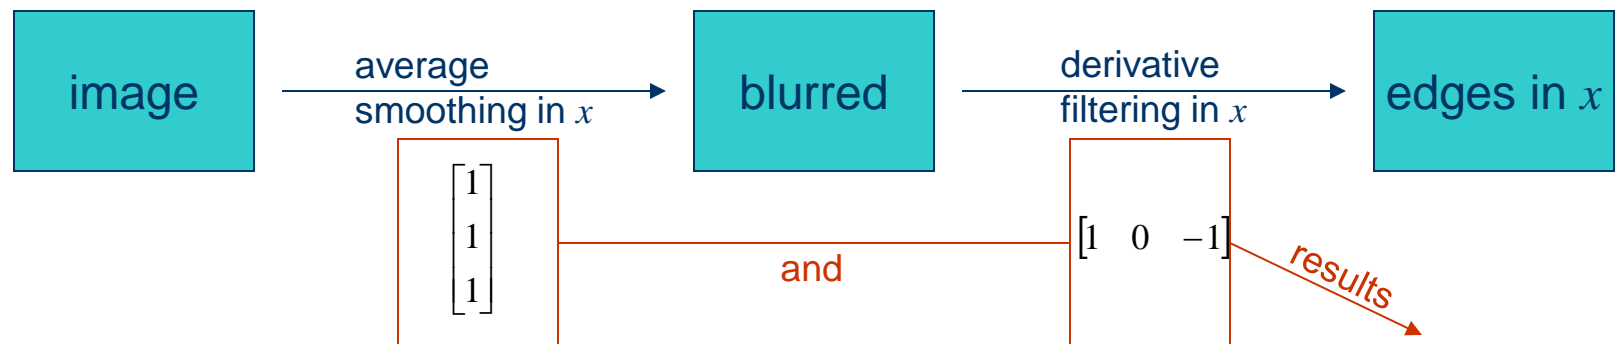 image
average
smoothing in x
blurred
derivative
filtering in x
edges in x
[1
1
1]
and
[1 0 −1]
results